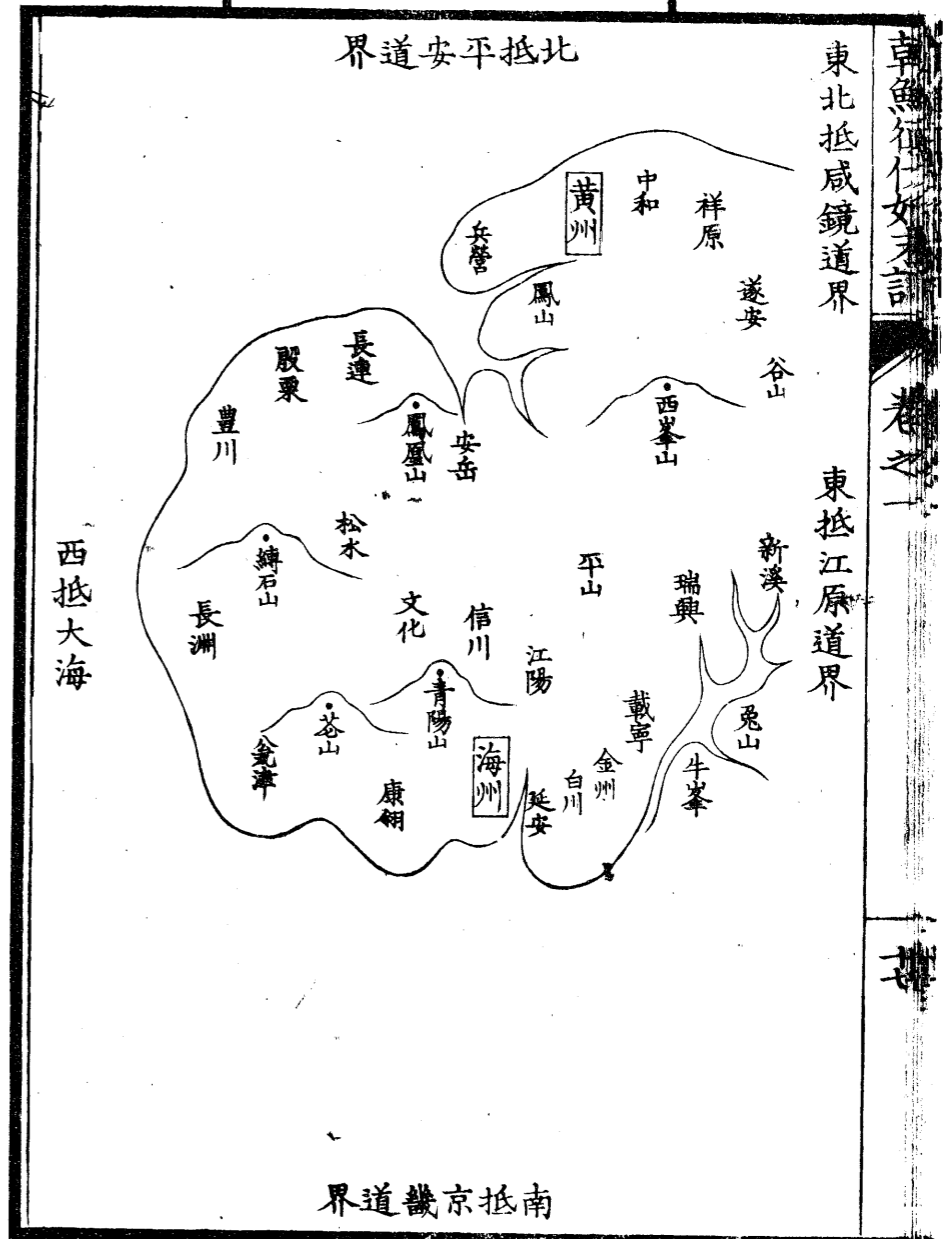 卷之一
北抵平安道界
東北抵咸鏡道界
東抵江原道界
西抵大海
南抵京畿道界
黃州
中和
祥原
兵營
鳳山
遂安
谷山
西峯山
長連
殷栗
豊川
鳳凰山
安岳
松水
縛石山
長淵
文化
信川
平山
瑞興
新溪
江陽
青陽山
載寧
兎山
牛峯
金州
白川
延安
海州
康翎
瓮津